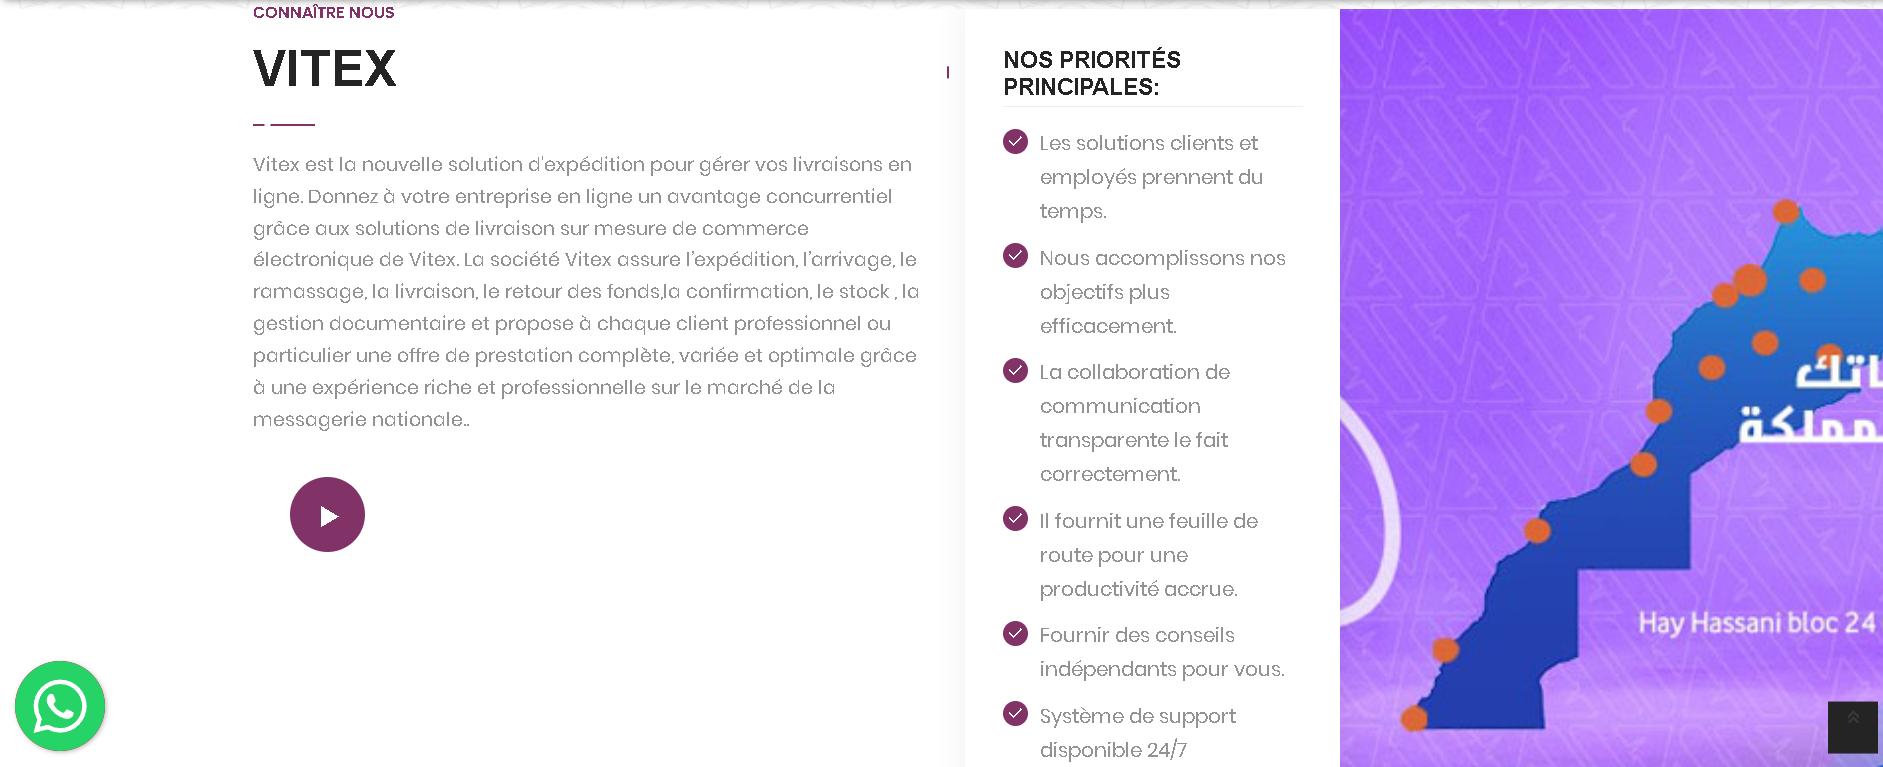 CONNAÎTRE NOUS
VITEX
Vitex est la nouvelle solution d'expédition pour gérer vos livraisons en
ligne. Donnez à votre entreprise en ligne un avantage concurrentiel
grâce aux solutions de livraison sur mesure de commerce
électronique de Vitex. La société Vitex assure l’expédition, l’arrivage, le
ramassage, la livraison, le retour des fonds,la confirmation, le stock , la
gestion documentaire et propose à chaque client professionnel ou
particulier une offre de prestation complète, variée et optimale grâce
à une expérience riche et professionnelle sur le marché de la
messagerie nationale..
NOS PRIORITÉS
PRINCIPALES:
Les solutions clients et
employés prennent du
temps.
Nous accomplissons nos
objectifs plus
efficacement.
La collaboration de
communication
transparente le fait
correctement.
Il fournit une feuille de
route pour une
productivité accrue.
Fournir des conseils
indépendants pour vous.
Système de support
disponible 24/7
Hay Hassani bloc 24